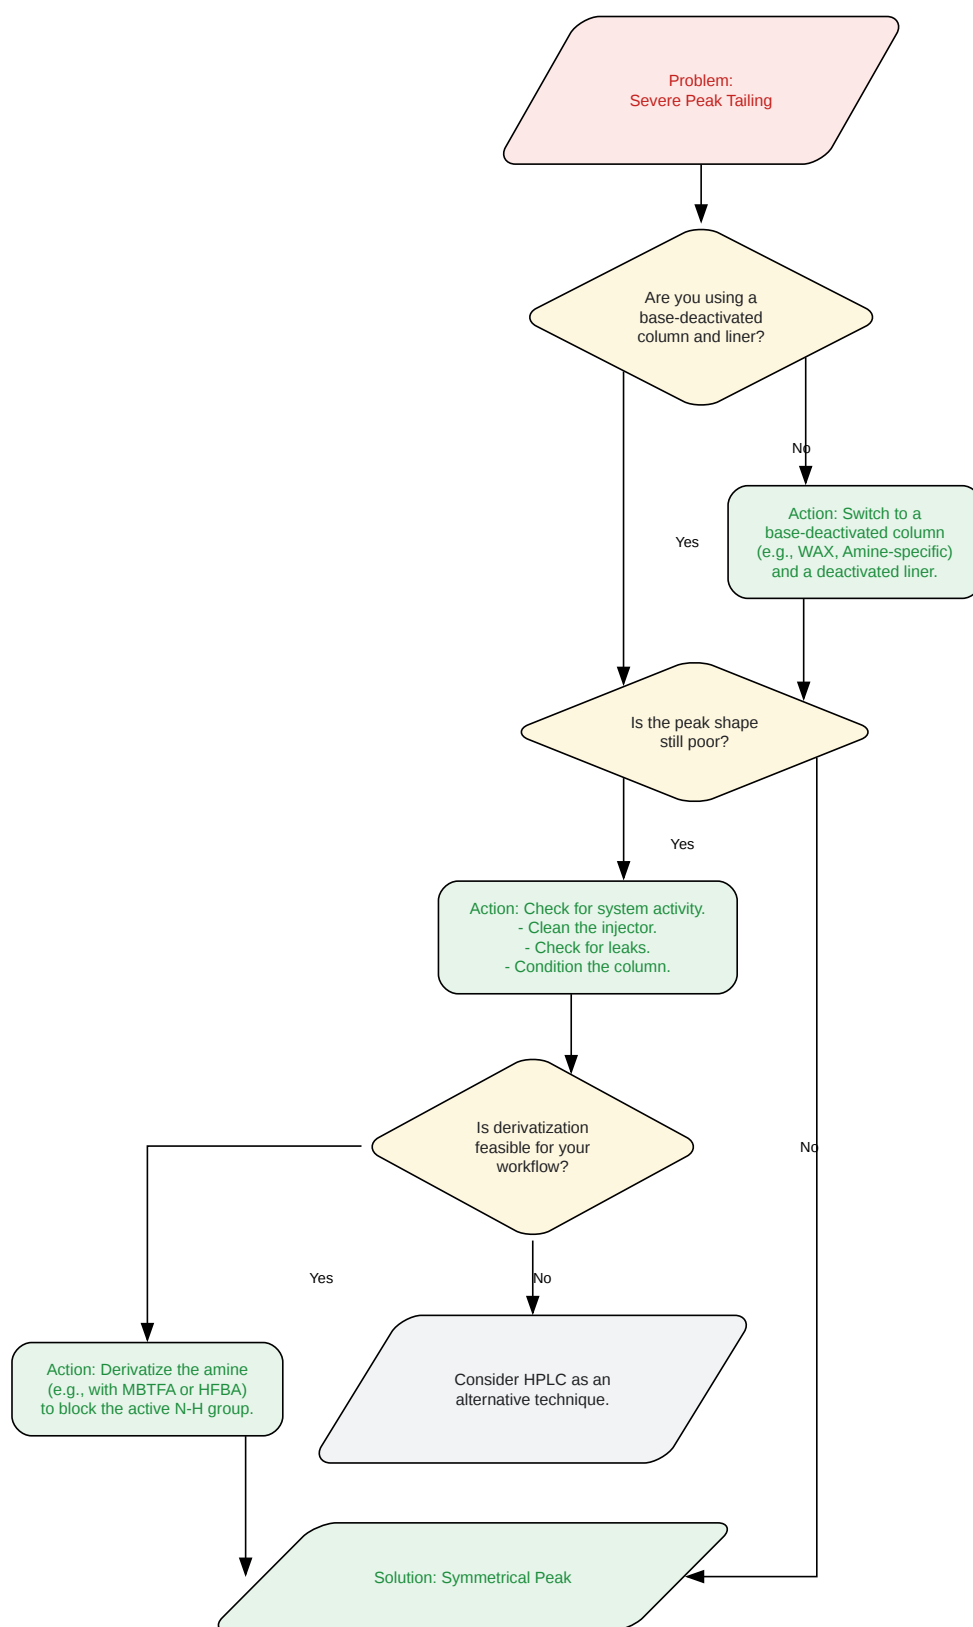 Problem:
Severe Peak Tailing
Are you using a
base-deactivated
column and liner?
No
Action: Switch to a
base-deactivated column
(e.g., WAX, Amine-specific)
and a deactivated liner.
Yes
Is the peak shape
still poor?
Yes
Action: Check for system activity.
- Clean the injector.
- Check for leaks.
- Condition the column.
Is derivatization
feasible for your
workflow?
No
Yes
No
Action: Derivatize the amine
(e.g., with MBTFA or HFBA)
to block the active N-H group.
Consider HPLC as an
alternative technique.
Solution: Symmetrical Peak